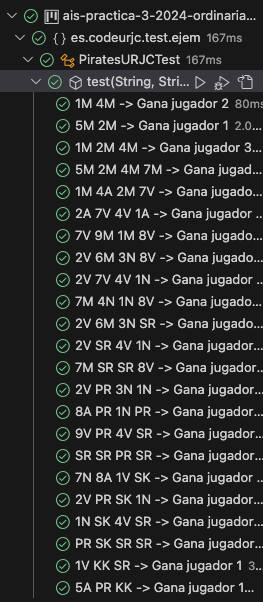 ais-practica-3-2024-ordinaria...
{ } es.codeurjc.test.ejem 167ms
PiratesURJCTest 167ms
test(String, Stri...
1M 4M -> Gana jugador 2 80ms
5M 2M -> Gana jugador 1 2.0...
1M 2M 4M -> Gana jugador 3...
5M 2M 4M 7M -> Gana jugado...
1M 4A 2M 7V -> Gana jugado...
2A 7V 4V 1A -> Gana jugador ...
7V 9M 1M 8V -> Gana jugador...
2V 6M 3N 8V -> Gana jugado...
2V 7V 4V 1N -> Gana jugador...
7M 4N 1N 8V -> Gana jugado...
2V 6M 3N SR -> Gana jugado...
2V SR 4V 1N -> Gana jugador...
7M SR SR 8V -> Gana jugado...
2V PR 3N 1N -> Gana jugador...
8A PR 1N PR -> Gana jugador...
9V PR 4V SR -> Gana jugado...
SR SR PR SR -> Gana jugado...
7N 8A 1V SK -> Gana jugador ...
2V PR SK 1N -> Gana jugador...
1N SK 4V SR -> Gana jugador...
PR SK SR SR -> Gana jugado...
1V KK SR -> Gana jugador 1 3...
5A PR KK -> Gana jugador 1...